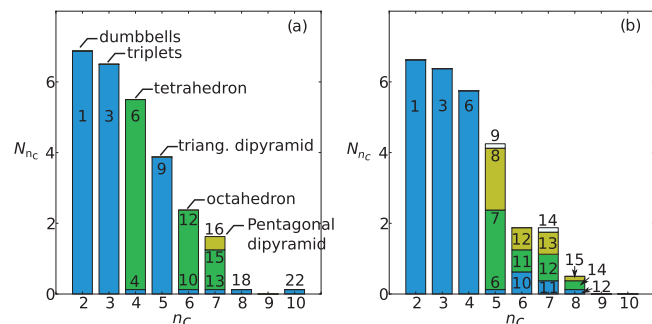 (a)
dumbbells
triplets
tetrahedron
triang. dipyramid
octahedron
Pentagonal
dipyramid
N_{n_C}
6
4
2
0
1
3
6
4
9
12
10
16
15
13
18
22
2 3 4 5 6 7 8 9 10
n_C
(b)
N_{n_C}
6
4
2
0
1
3
6
9
8
7
6
12
11
10
14
13
12
11
15
14
12
2 3 4 5 6 7 8 9 10
n_C